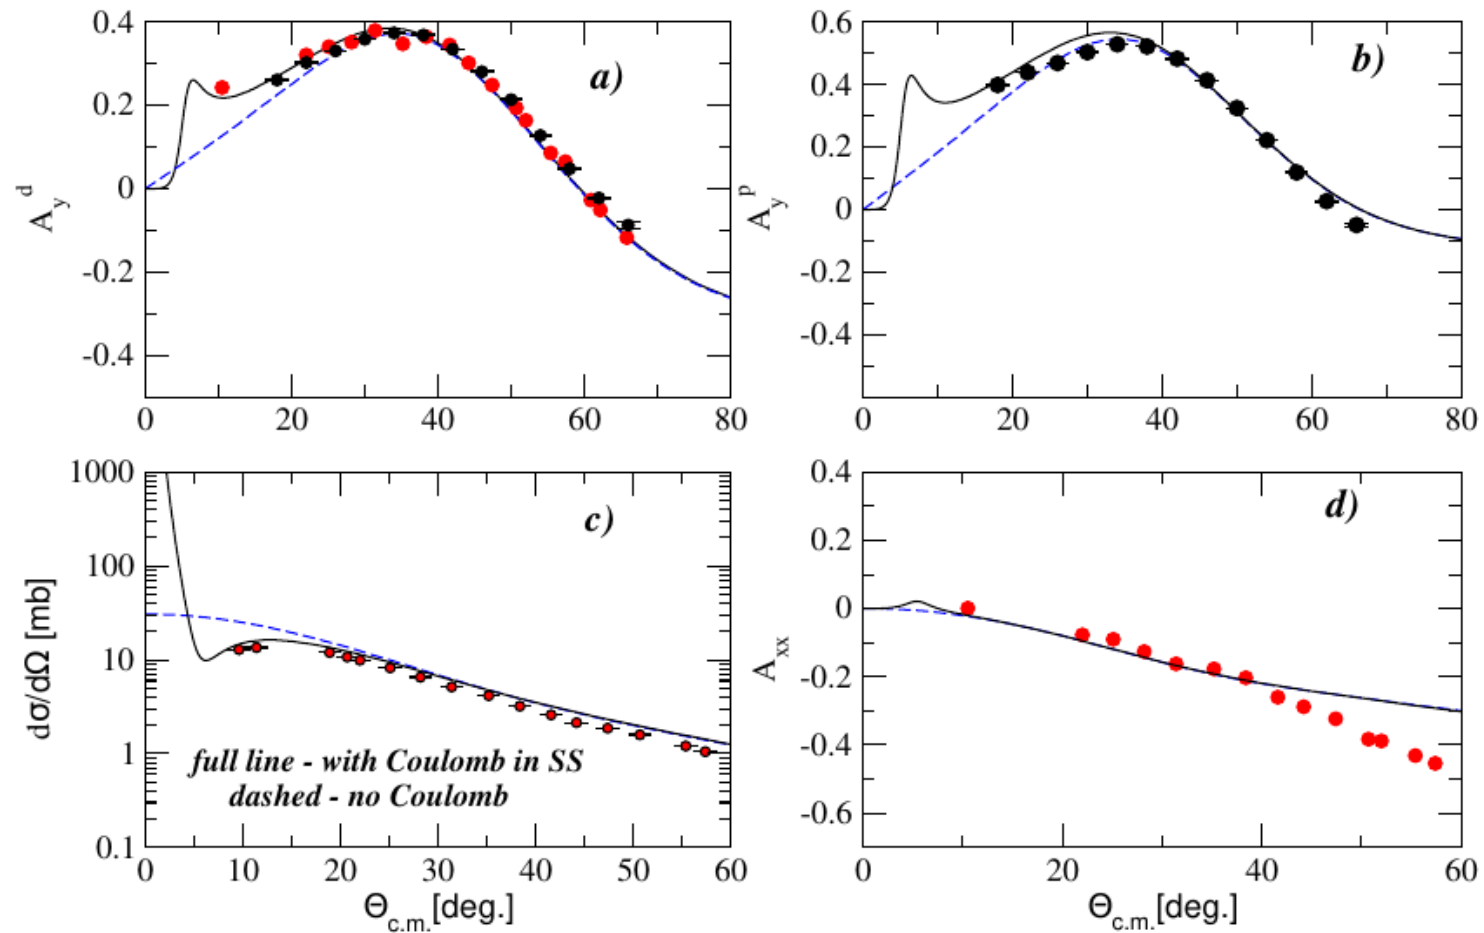 0.4
0.2
0
-0.2
-0.4
A_y^d
a)
0 20 40 60 80
0.6
0.4
0.2
0
-0.2
-0.4
A_y^p
b)
0 20 40 60 80
1000
100
10
1
0.1
dσ/dΩ [mb]
c)
full line - with Coulomb in SS
dashed - no Coulomb
0 10 20 30 40 50 60
Θ_c.m. [deg.]
0.4
0.2
0
-0.2
-0.4
-0.6
A_xx
d)
0 20 40 60
Θ_c.m. [deg.]